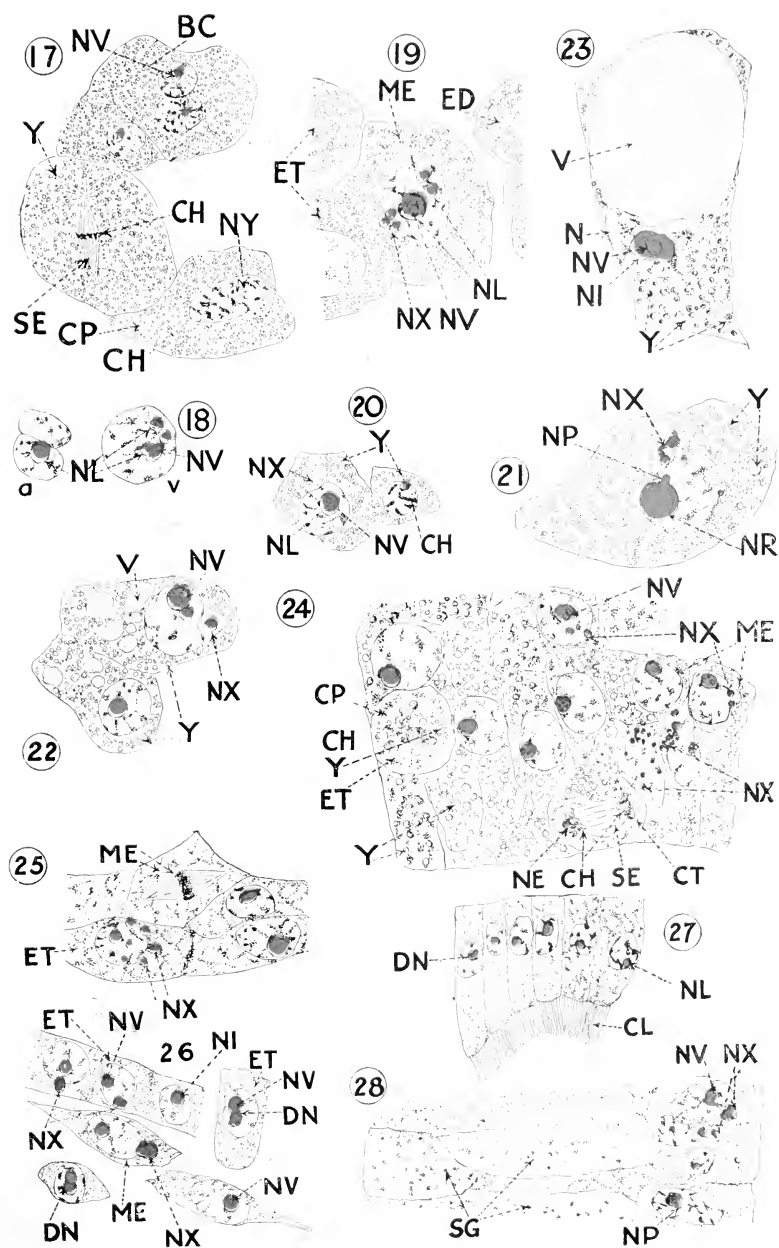 17
NV
BC
Y
CH
NY
SE
CP
CH
19
ME
ED
ET
NL
NX
NV
23
V
N
NV
NI
Y
18
NL
NV
a
v
20
Y
NX
NL
NV
CH
21
NX
Y
NP
NR
22
V
NV
NX
Y
24
NV
NX
ME
CP
CH
Y
ET
NX
Y
NE
CH
SE
CT
25
ME
ET
NX
27
DN
NL
CL
26
ET
NV
NI
ET
NV
DN
NX
NV
DN
ME
NX
28
NV
NX
SG
NP